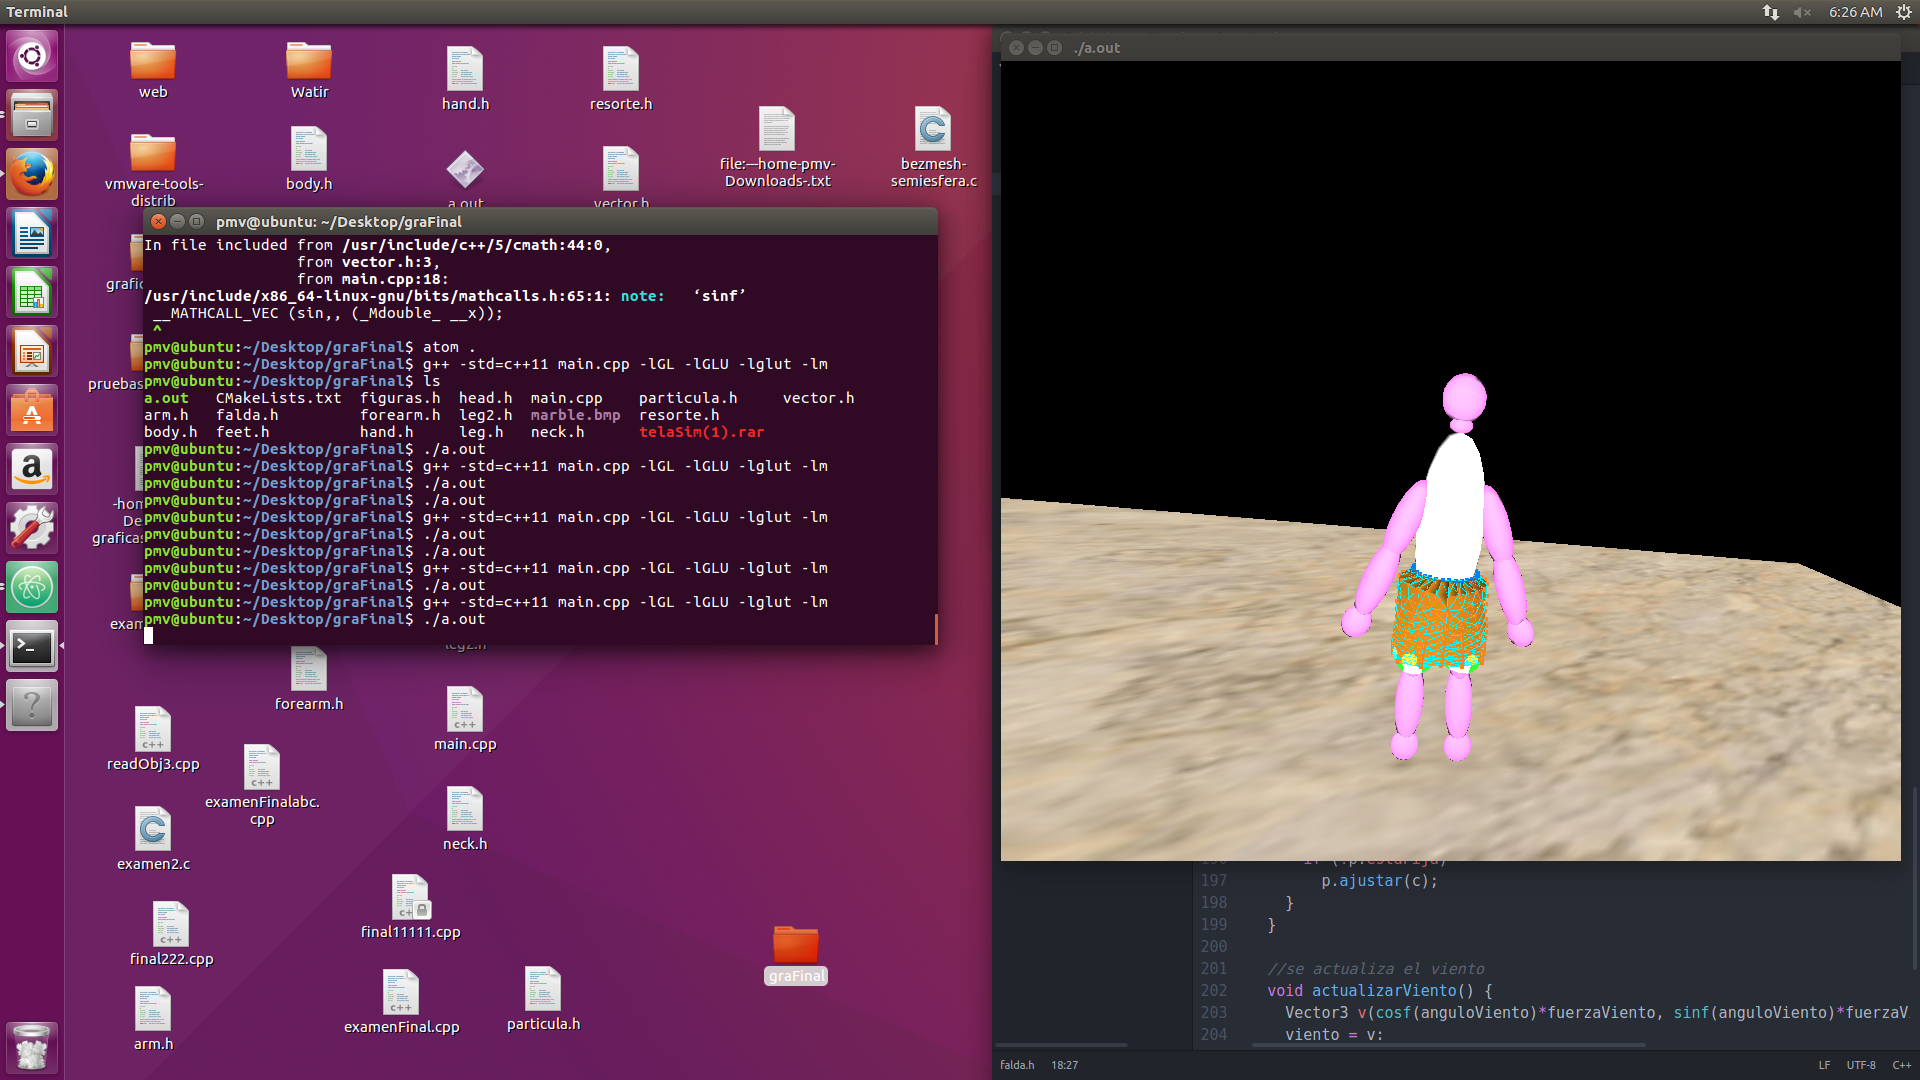 Terminal
6:26 AM
web
Watir
hand.h
resorte.h
vmware-tools-
distrib
body.h
a.out
vector.h
file:---home-pmv-
Downloads-.txt
bezmesh-
semiesfera.c
pmv@ubuntu: ~/Desktop/graFinal
In file included from /usr/include/c++/5/cmath:44:0,
                 from vector.h:3,
                 from main.cpp:18:
/usr/include/x86_64-linux-gnu/bits/mathcalls.h:65:1: note:   ‘sinf’
 __MATHCALL_VEC (sin,, (_Mdouble_ __x));
 ^
pmv@ubuntu:~/Desktop/graFinal$ atom .
pmv@ubuntu:~/Desktop/graFinal$ g++ -std=c++11 main.cpp -lGL -lGLU -lglut -lm
pmv@ubuntu:~/Desktop/graFinal$ ls
a.out   CMakeLists.txt  figuras.h  head.h  main.cpp    particula.h     vector.h
arm.h   falda.h         forearm.h  leg2.h  marble.bmp  resorte.h
body.h  feet.h          hand.h     leg.h   neck.h      telaSim(1).rar
pmv@ubuntu:~/Desktop/graFinal$ ./a.out
pmv@ubuntu:~/Desktop/graFinal$ g++ -std=c++11 main.cpp -lGL -lGLU -lglut -lm
pmv@ubuntu:~/Desktop/graFinal$ ./a.out
pmv@ubuntu:~/Desktop/graFinal$ ./a.out
pmv@ubuntu:~/Desktop/graFinal$ g++ -std=c++11 main.cpp -lGL -lGLU -lglut -lm
pmv@ubuntu:~/Desktop/graFinal$ ./a.out
pmv@ubuntu:~/Desktop/graFinal$ ./a.out
pmv@ubuntu:~/Desktop/graFinal$ g++ -std=c++11 main.cpp -lGL -lGLU -lglut -lm
pmv@ubuntu:~/Desktop/graFinal$ ./a.out
pmv@ubuntu:~/Desktop/graFinal$ g++ -std=c++11 main.cpp -lGL -lGLU -lglut -lm
pmv@ubuntu:~/Desktop/graFinal$ ./a.out
forearm.h
readObj3.cpp
examenFinalabc.
cpp
main.cpp
examen2.c
neck.h
final11111.cpp
final222.cpp
graFinal
examenFinal.cpp
particula.h
arm.h
./a.out
197 p.ajustar(c);
198 }
199 }
200
201 //se actualiza el viento
202 void actualizarViento() {
203 Vector3 v(cosf(anguloViento)*fuerzaViento, sinf(anguloViento)*fuerzaV
204 viento = v;
falda.h 18:27 LF UTF-8 C++